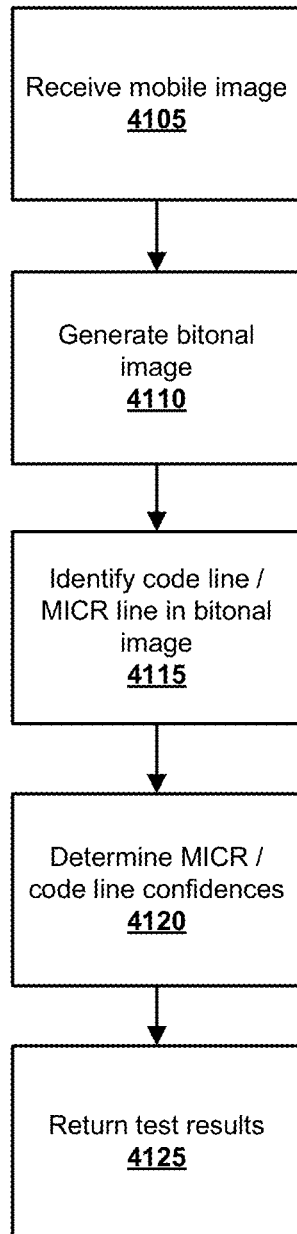 Receive mobile image
4105
Generate bitonal
image
4110
Identify code line /
MICR line in bitonal
image
4115
Determine MICR /
code line confidences
4120
Return test results
4125